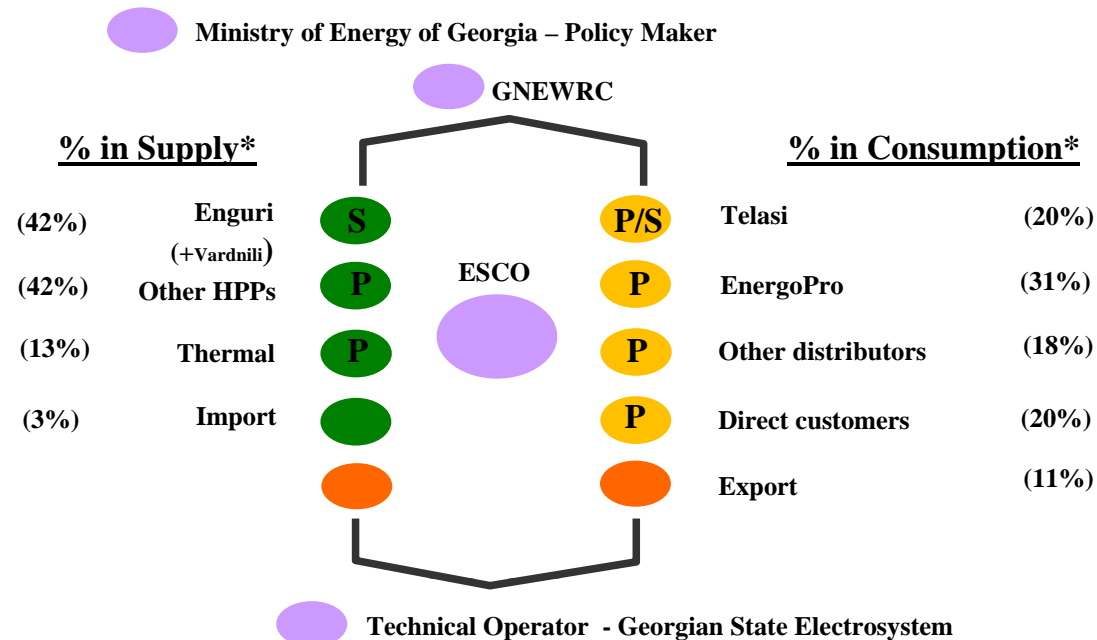 Ministry of Energy of Georgia – Policy Maker
GNEWRC
% in Supply*
% in Consumption*
(42%) Enguri S P/S Telasi (20%)
(+Vardnili)
ESCO
(42%) Other HPPs P P EnergoPro (31%)
(13%) Thermal P P Other distributors (18%)
(3%) Import P Direct customers (20%)
Export (11%)
Technical Operator - Georgian State Electrosystem